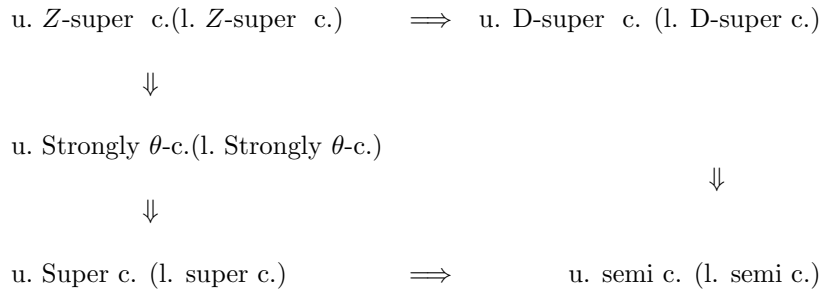 u. Z-super c.(l. Z-super c.) ⟹ u. D-super c. (l. D-super c.)
⇓
u. Strongly θ-c.(l. Strongly θ-c.)
⇓
⇓
u. Super c. (l. super c.) ⟹ u. semi c. (l. semi c.)